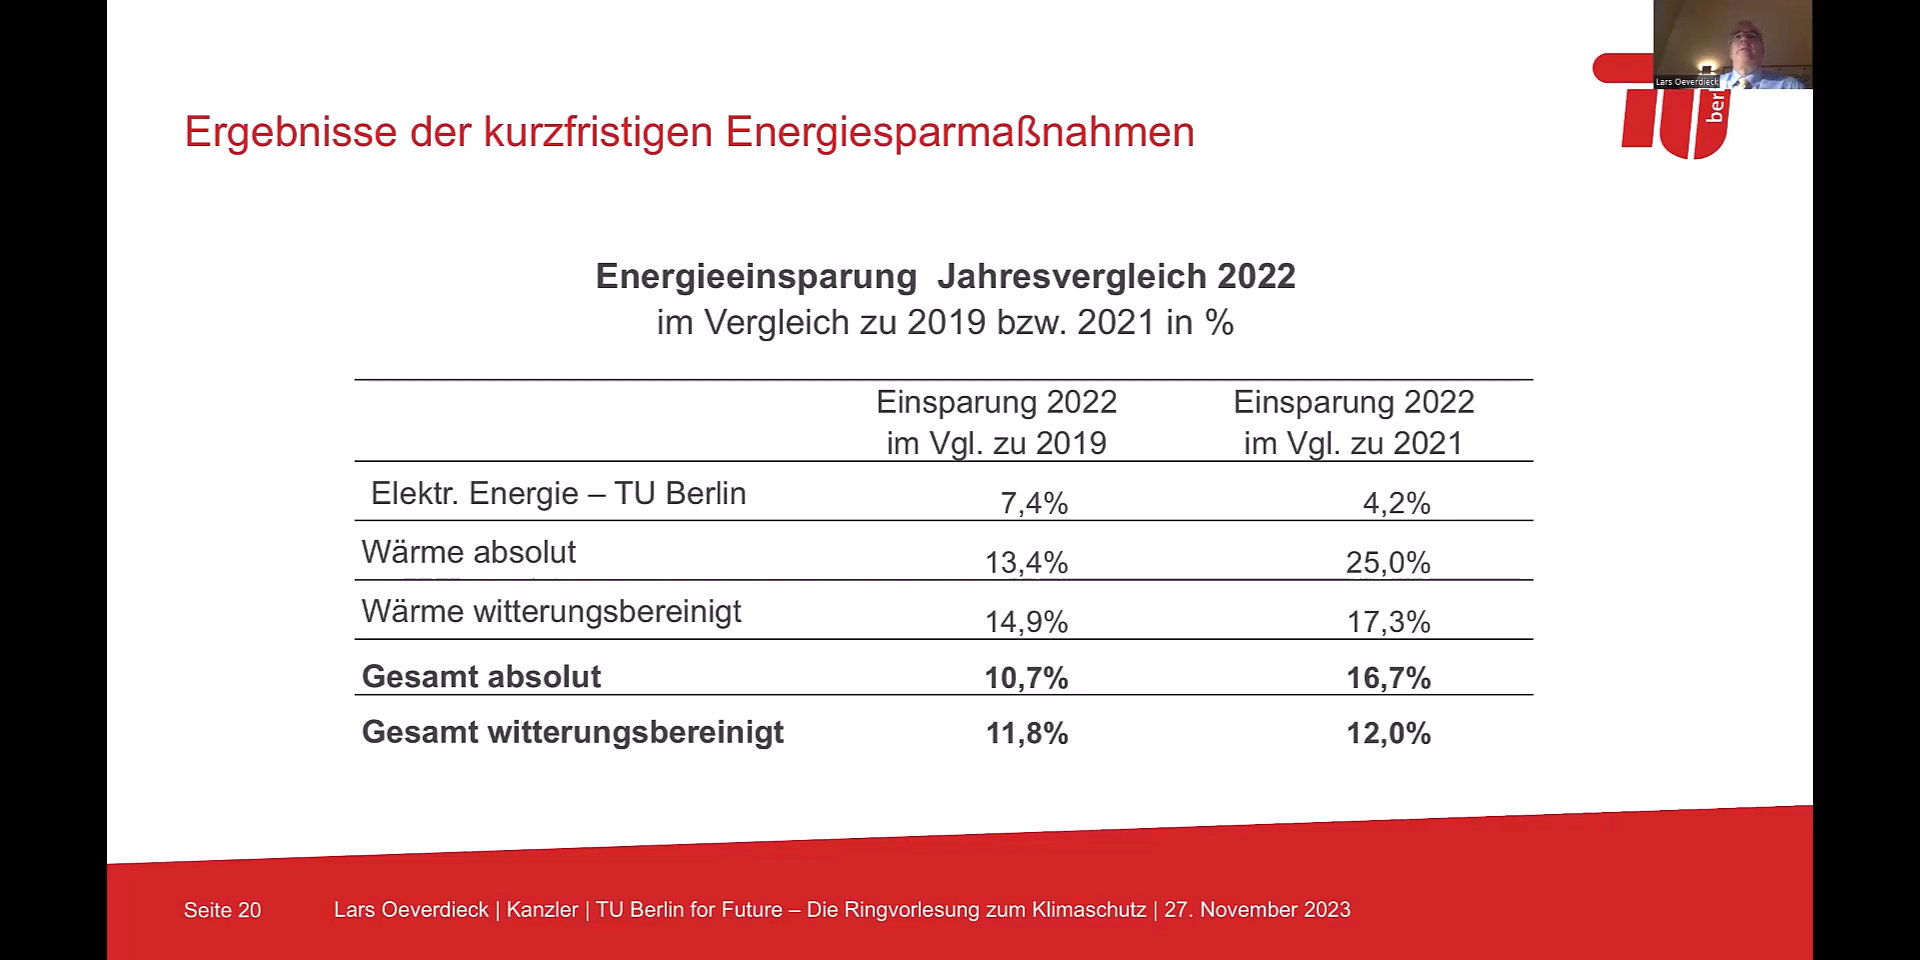 Lars Oeverdieck
Ergebnisse der kurzfristigen Energiesparmaßnahmen
Energieeinsparung Jahresvergleich 2022
im Vergleich zu 2019 bzw. 2021 in %
Einsparung 2022 im Vgl. zu 2019
Einsparung 2022 im Vgl. zu 2021
Elektr. Energie – TU Berlin 7,4% 4,2%
Wärme absolut 13,4% 25,0%
Wärme witterungsbereinigt 14,9% 17,3%
Gesamt absolut 10,7% 16,7%
Gesamt witterungsbereinigt 11,8% 12,0%
Seite 20 Lars Oeverdieck | Kanzler | TU Berlin for Future – Die Ringvorlesung zum Klimaschutz | 27. November 2023